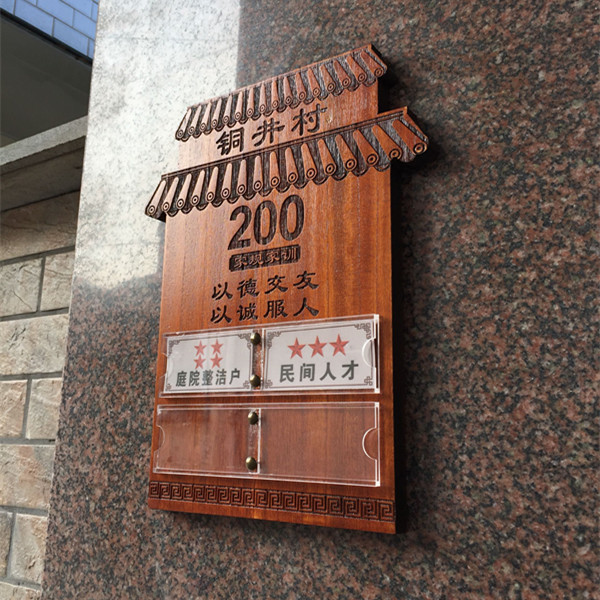 铜井村
200
家规家训
以德交友
以诚服人
庭院整洁户
民间人才